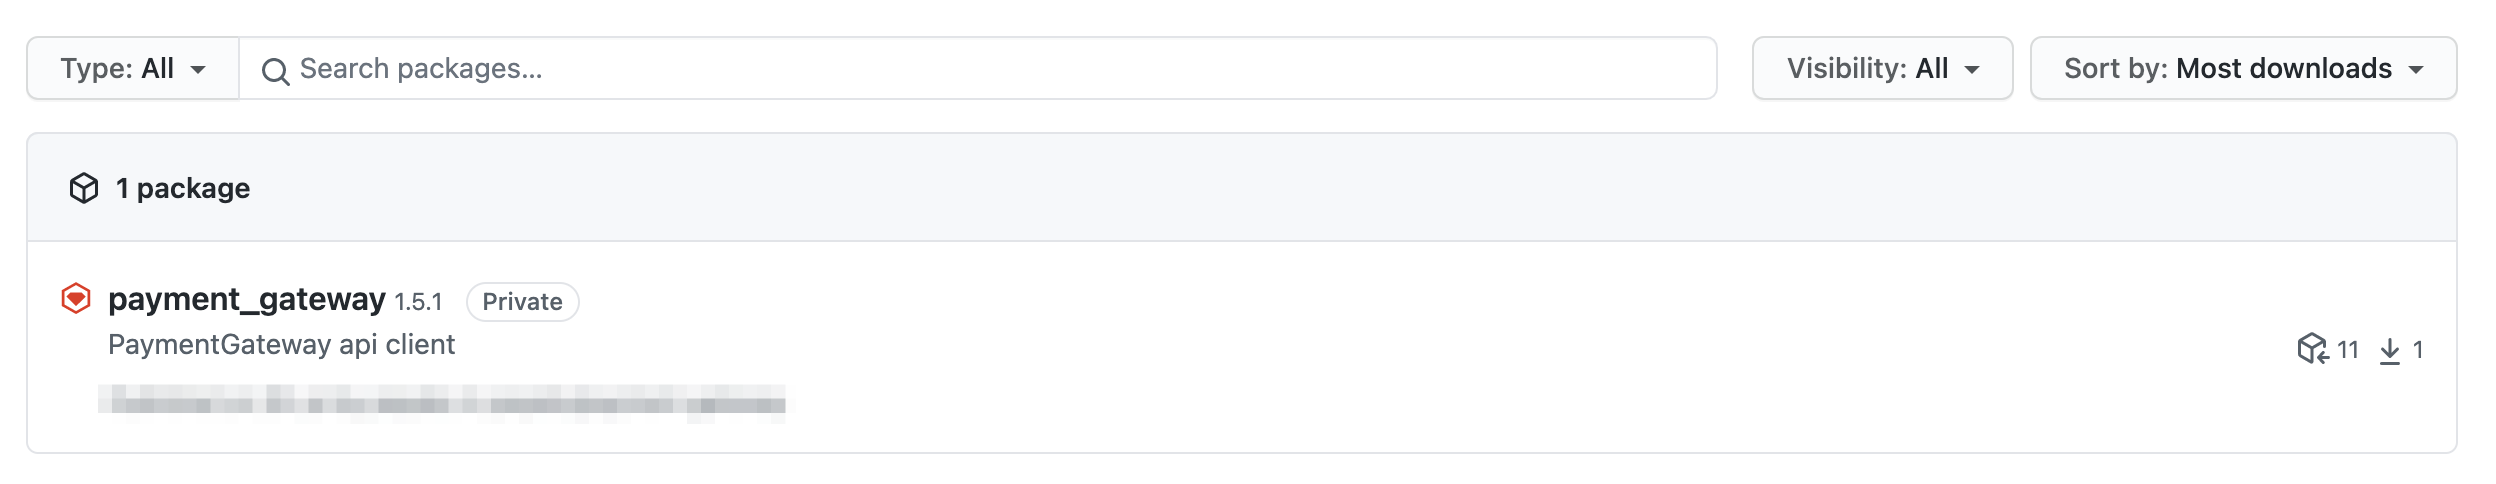 Type: All
Search packages...
Visibility: All
Sort by: Most downloads
1 package
payment_gateway 1.5.1 Private
PaymentGateway api client
11 1